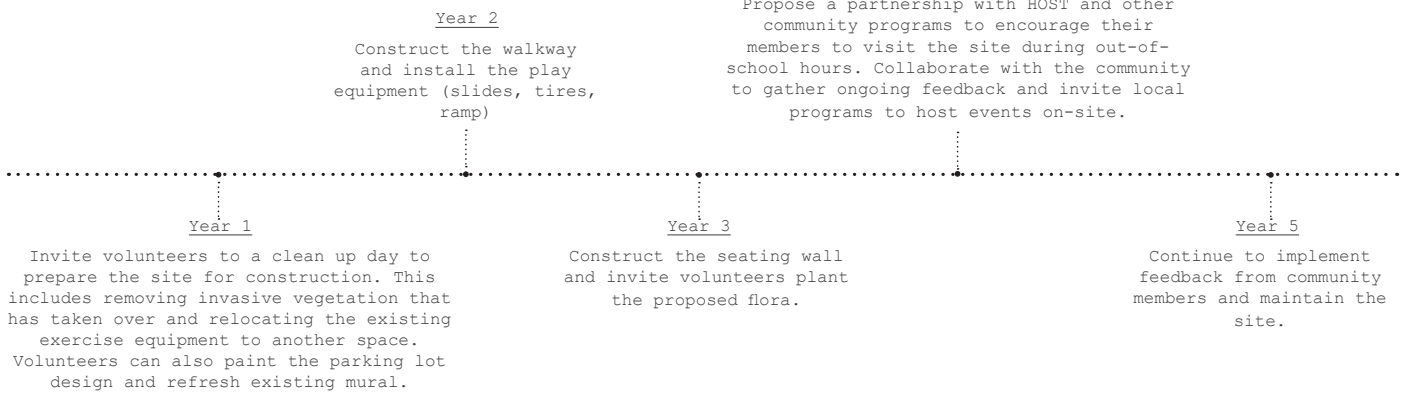 Year 2
Construct the walkway
and install the play
equipment (slides, tires,
ramp)
Propose a partnership with HOST and other
community programs to encourage their
members to visit the site during out-of-
school hours. Collaborate with the community
to gather ongoing feedback and invite local
programs to host events on-site.
Year 1
Invite volunteers to a clean up day to
prepare the site for construction. This
includes removing invasive vegetation that
has taken over and relocating the existing
exercise equipment to another space.
Volunteers can also paint the parking lot
design and refresh existing mural.
Year 3
Construct the seating wall
and invite volunteers plant
the proposed flora.
Year 5
Continue to implement
feedback from community
members and maintain the
site.